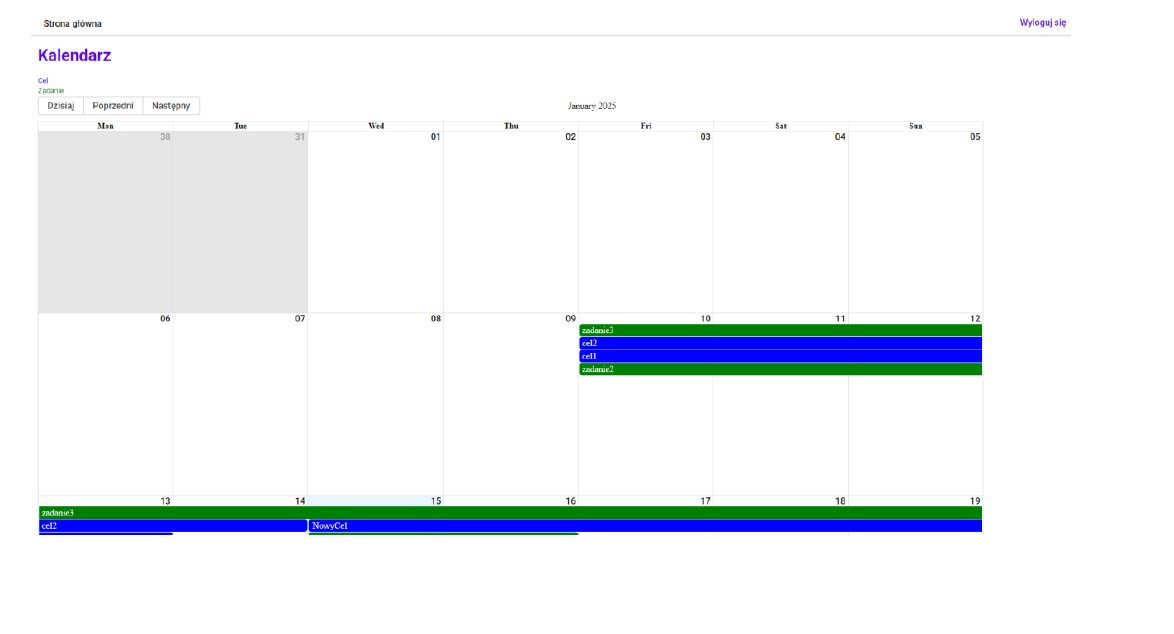 Strona główna
Wyloguj się
Kalendarz
Cel
Zadanie
Dzisiaj Poprzedni Następny January 2025
Mon Tue Wed Thu Fri Sat Sun
30 31 01 02 03 04 05
06 07 08 09 10 11 12
zadanie3
cel2
cel1
zadanie2
13 14 15 16 17 18 19
zadanie3
cel2 NowyCel